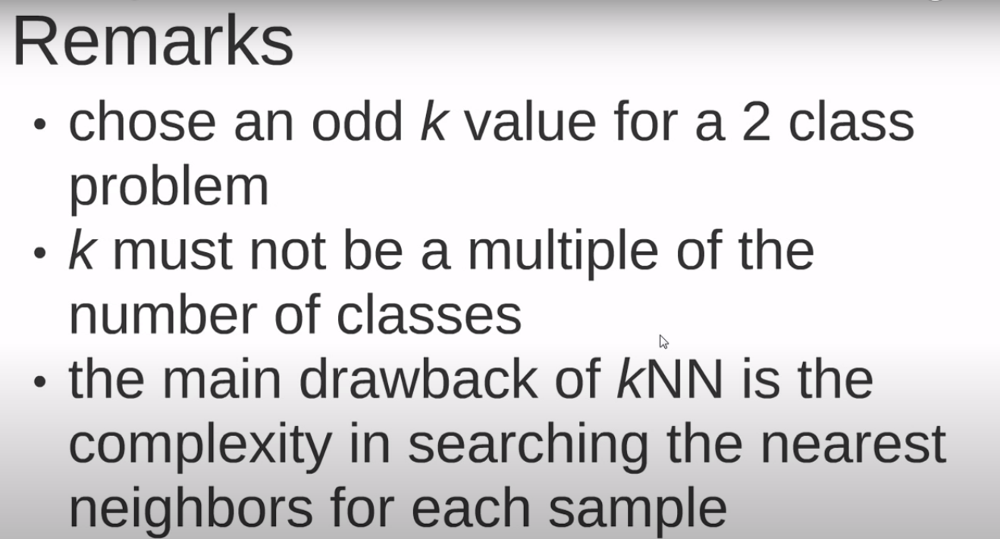 Remarks
• chose an odd k value for a 2 class
problem
• k must not be a multiple of the
number of classes
• the main drawback of kNN is the
complexity in searching the nearest
neighbors for each sample